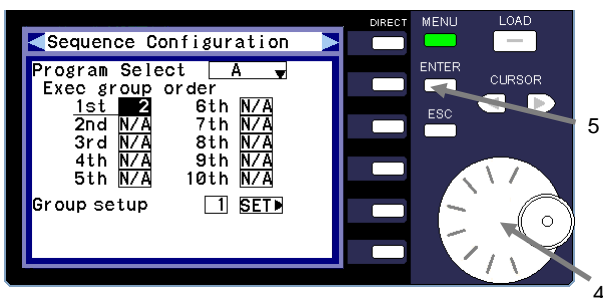 DIRECT MENU LOAD
Sequence Configuration
Program Select A
ENTER
CURSOR
Exec group order
1st 2 6th N/A
ESC
2nd N/A 7th N/A
5
3rd N/A 8th N/A
4th N/A 9th N/A
5th N/A 10th N/A
Group setup 1 SET
4